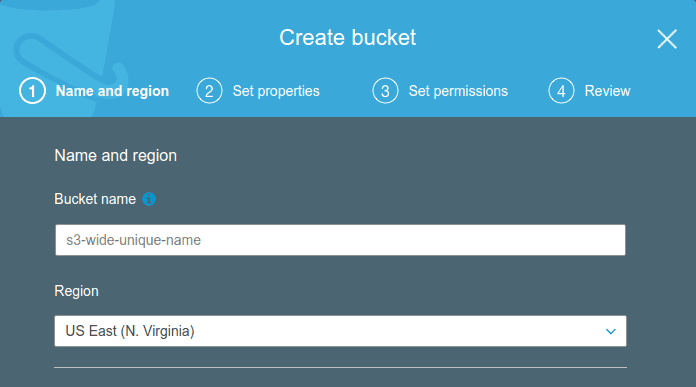 Create bucket
1 Name and region 2 Set properties 3 Set permissions 4 Review
Name and region
Bucket name
s3-wide-unique-name
Region
US East (N. Virginia)